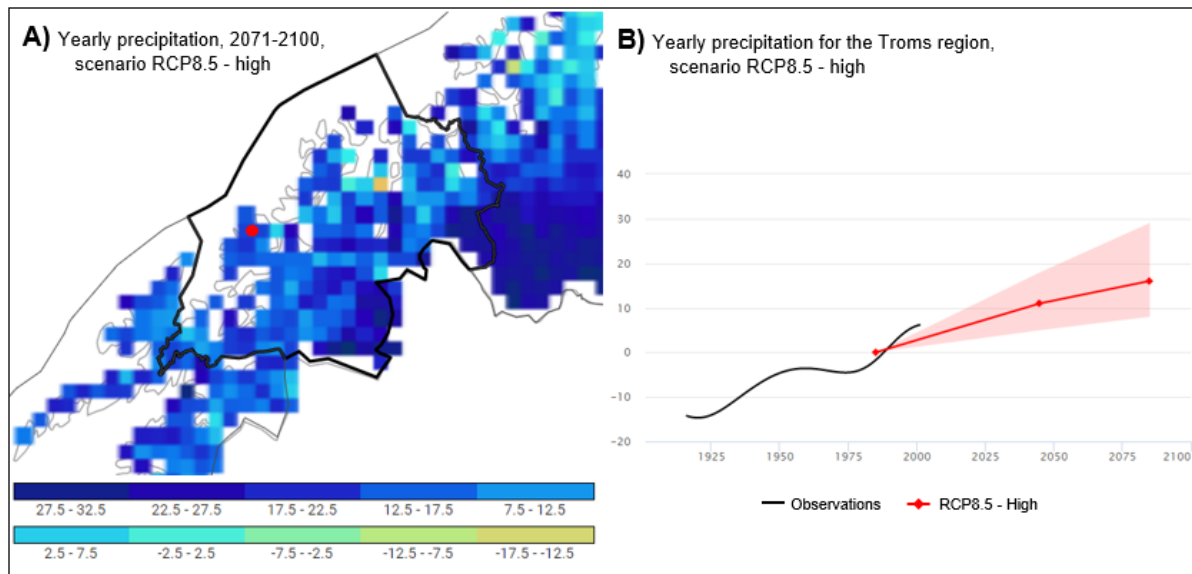 A) Yearly precipitation, 2071-2100,
scenario RCP8.5 - high
27.5 - 32.5 22.5 - 27.5 17.5 - 22.5 12.5 - 17.5 7.5 - 12.5
2.5 - 7.5 -2.5 - 2.5 -7.5 - -2.5 -12.5 - -7.5 -17.5 - -12.5
B) Yearly precipitation for the Troms region,
scenario RCP8.5 - high
40
30
20
10
0
-10
-20
1925 1950 1975 2000 2025 2050 2075 2100
Observations RCP8.5 - High